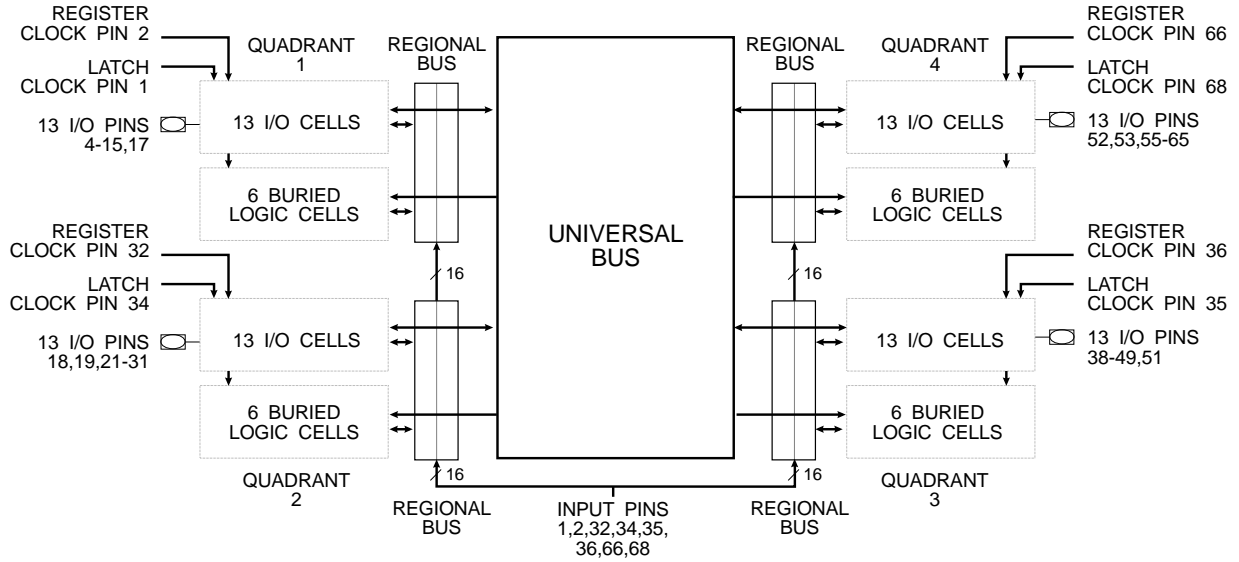 REGISTER
CLOCK PIN 2
LATCH
CLOCK PIN 1
13 I/O PINS
4-15,17
QUADRANT
1
13 I/O CELLS
6 BURIED
LOGIC CELLS
REGIONAL
BUS
16
REGISTER
CLOCK PIN 32
LATCH
CLOCK PIN 34
13 I/O PINS
18,19,21-31
13 I/O CELLS
6 BURIED
LOGIC CELLS
QUADRANT
2
16
REGIONAL
BUS
UNIVERSAL
BUS
INPUT PINS
1,2,32,34,35,
36,66,68
REGIONAL
BUS
QUADRANT
4
REGISTER
CLOCK PIN 66
LATCH
CLOCK PIN 68
13 I/O CELLS
13 I/O PINS
52,53,55-65
6 BURIED
LOGIC CELLS
16
REGISTER
CLOCK PIN 36
LATCH
CLOCK PIN 35
13 I/O CELLS
13 I/O PINS
38-49,51
6 BURIED
LOGIC CELLS
16
REGIONAL
BUS
QUADRANT
3